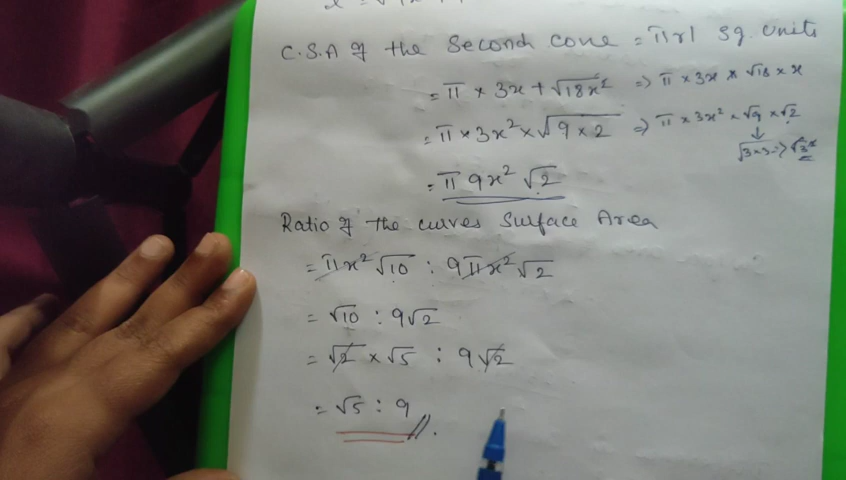 C.S.A of the Second cone = πrl Sq. Units
= π × 3x + √18x² => π × 3x × √18 × x
= π × 3x² × √9 × 2 => π × 3x² × √9 × √2
↓
√3×3 => √3²
= π 9x² √2
Ratio of the curves Surface Area
= πx² √10 : 9πx² √2
= √10 : 9√2
= √2 × √5 : 9√2
= √5 : 9 //.